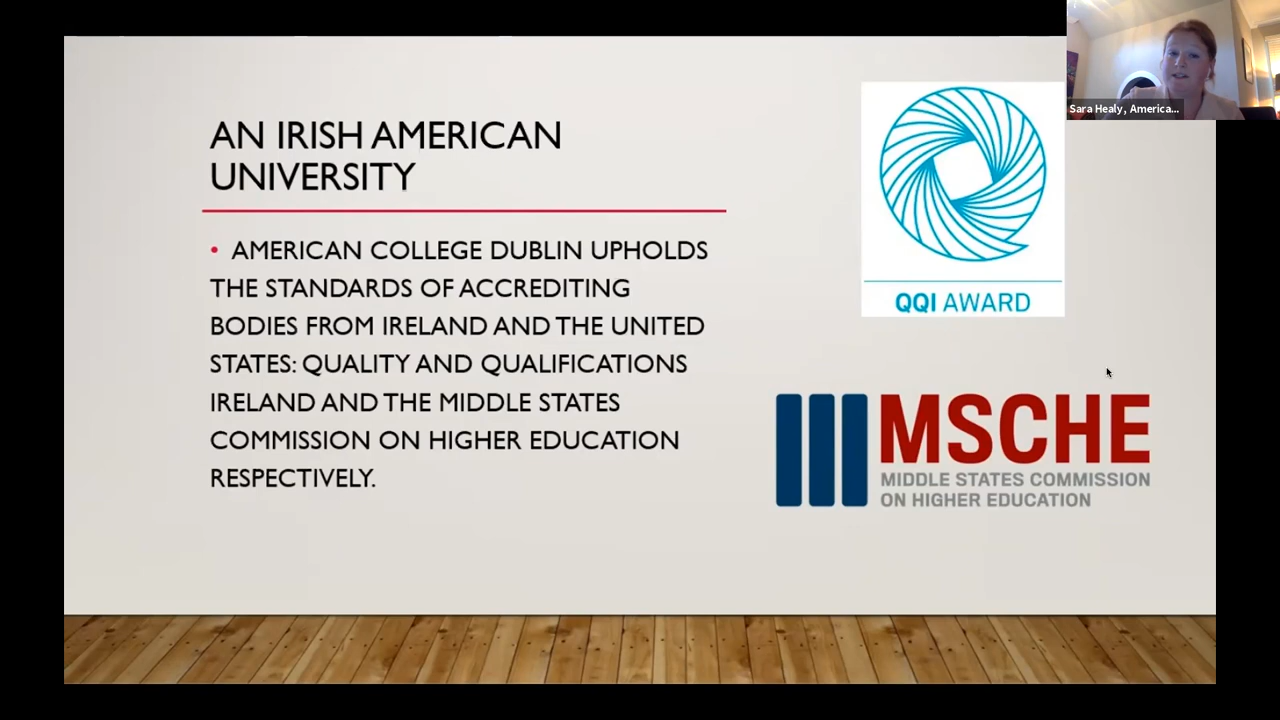 AN IRISH AMERICAN
UNIVERSITY
• AMERICAN COLLEGE DUBLIN UPHOLDS
THE STANDARDS OF ACCREDITING
BODIES FROM IRELAND AND THE UNITED
STATES: QUALITY AND QUALIFICATIONS
IRELAND AND THE MIDDLE STATES
COMMISSION ON HIGHER EDUCATION
RESPECTIVELY.
QQI AWARD
MSCHE
MIDDLE STATES COMMISSION
ON HIGHER EDUCATION
Sara Healy, America...